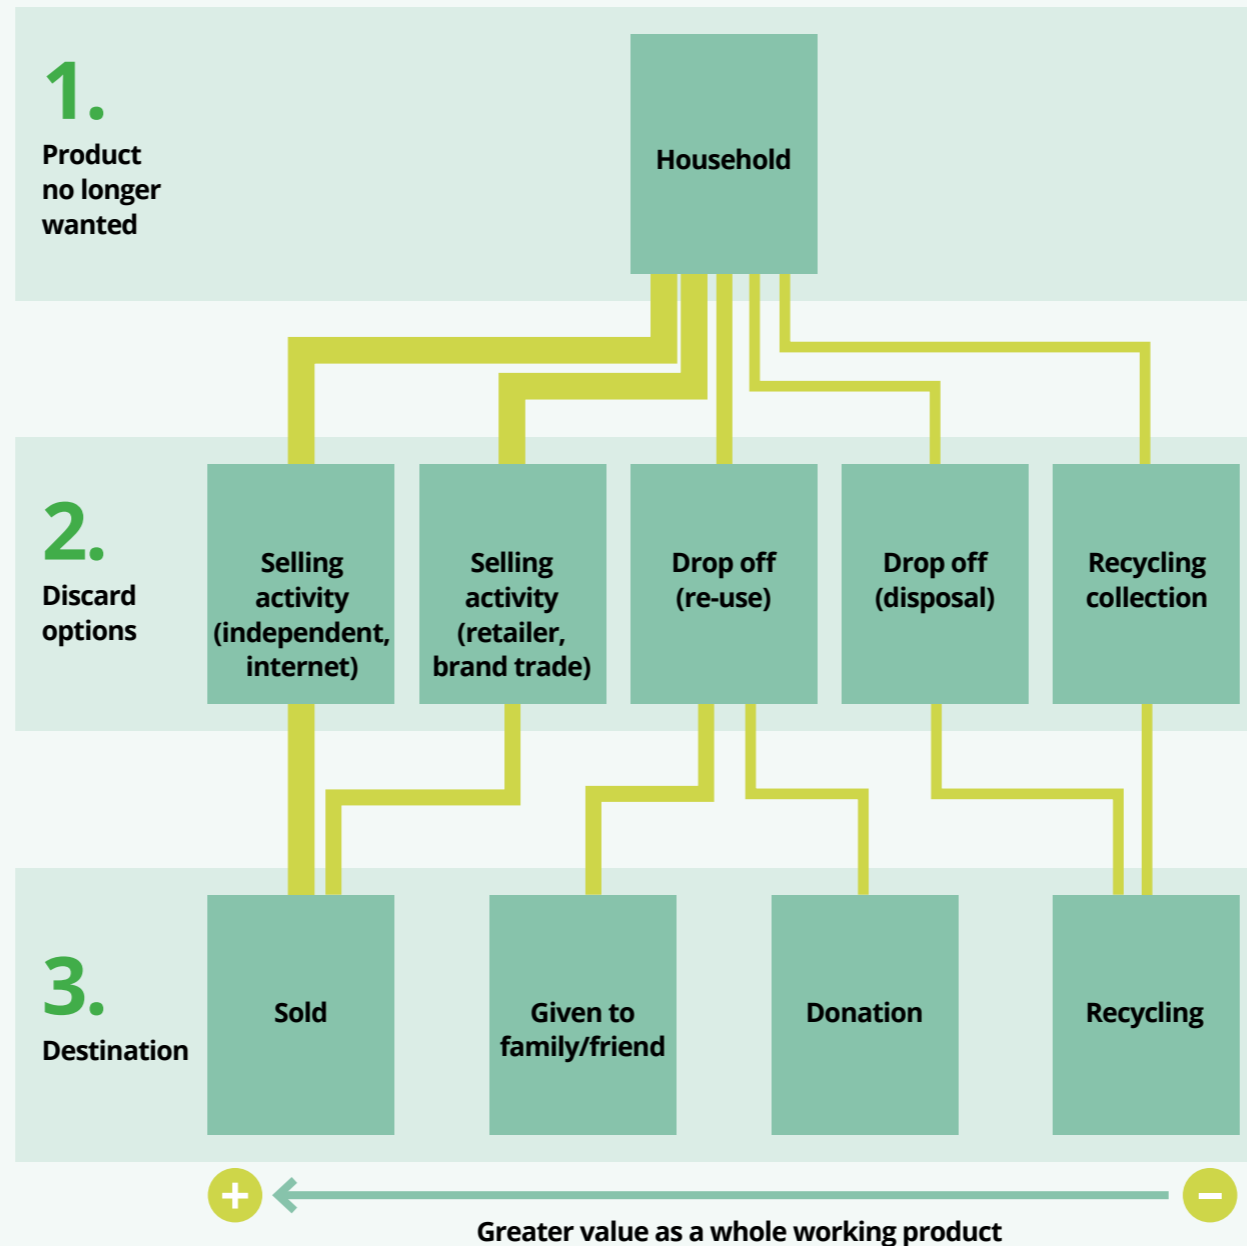 1.
Product
no longer
wanted
Household
2.
Discard
options
Selling
activity
(independent,
internet)
Selling
activity
(retailer,
brand trade)
Drop off
(re-use)
Drop off
(disposal)
Recycling
collection
3.
Destination
Sold
Given to
family/friend
Donation
Recycling
+
−
Greater value as a whole working product